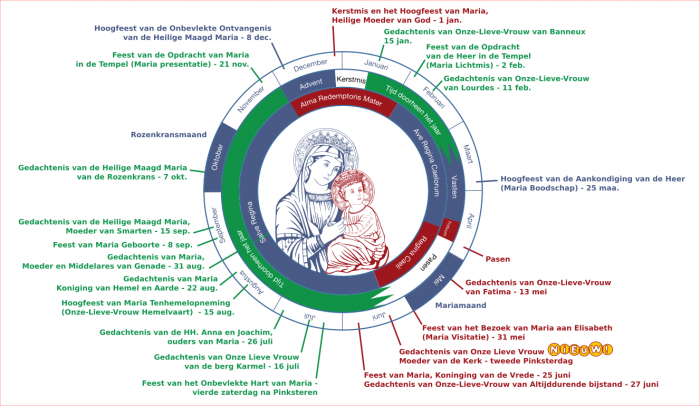 Kerstmis en het Hoogfeest van Maria,
Heilige Moeder van God - 1 jan.
Gedachtenis van Onze-Lieve-Vrouw van Banneux
15 jan.
Feest van de Opdracht
van de Heer in de Tempel
(Maria Lichtmis) - 2 feb.
Gedachtenis van Onze-Lieve-Vrouw
van Lourdes - 11 feb.
Hoogfeest van de Aankondiging van de Heer
(Maria Boodschap) - 25 maa.
Pasen
Gedachtenis van Onze-Lieve-Vrouw
van Fatima - 13 mei
Mariamaand
Feest van het Bezoek van Maria aan Elisabeth
(Maria Visitatie) - 31 mei
Gedachtenis van Onze Lieve Vrouw
Moeder van de Kerk - tweede Pinksterdag
NIEUW!
Feest van Maria, Koningin van de Vrede - 25 juni
Gedachtenis van Onze-Lieve-Vrouw van Altijddurende bijstand - 27 juni
Feest van het Onbevlekte Hart van Maria -
vierde zaterdag na Pinksteren
Gedachtenis van Onze Lieve Vrouw
van de berg Karmel - 16 juli
Gedachtenis van de HH. Anna en Joachim,
ouders van Maria - 26 juli
Hoogfeest van Maria Tenhemelopneming
(Onze-Lieve-Vrouw Hemelvaart) - 15 aug.
Gedachtenis van Maria
Koniging van Hemel en Aarde - 22 aug.
Gedachtenis van Maria,
Moeder en Middelares van Genade - 31 aug.
Feest van Maria Geboorte - 8 sep.
Gedachtenis van de Heilige Maagd Maria,
Moeder van Smarten - 15 sep.
Gedachtenis van de Heilige Maagd Maria
van de Rozenkrans - 7 okt.
Rozenkransmaand
Feest van de Opdracht van Maria
in de Tempel (Maria presentatie) - 21 nov.
Hoogfeest van de Onbevlekte Ontvangenis
van de Heilige Maagd Maria - 8 dec.
Januari
Februari
Maart
April
Mei
Juni
Juli
Augustus
September
Oktober
November
December
Advent
Kerstmis
Tijd doorheen het jaar
Vasten
Pasen
Tijd doorheen het jaar
Alma Redemptoris Mater
Ave Regina Caelorum
Regina Caeli
Salve Regina